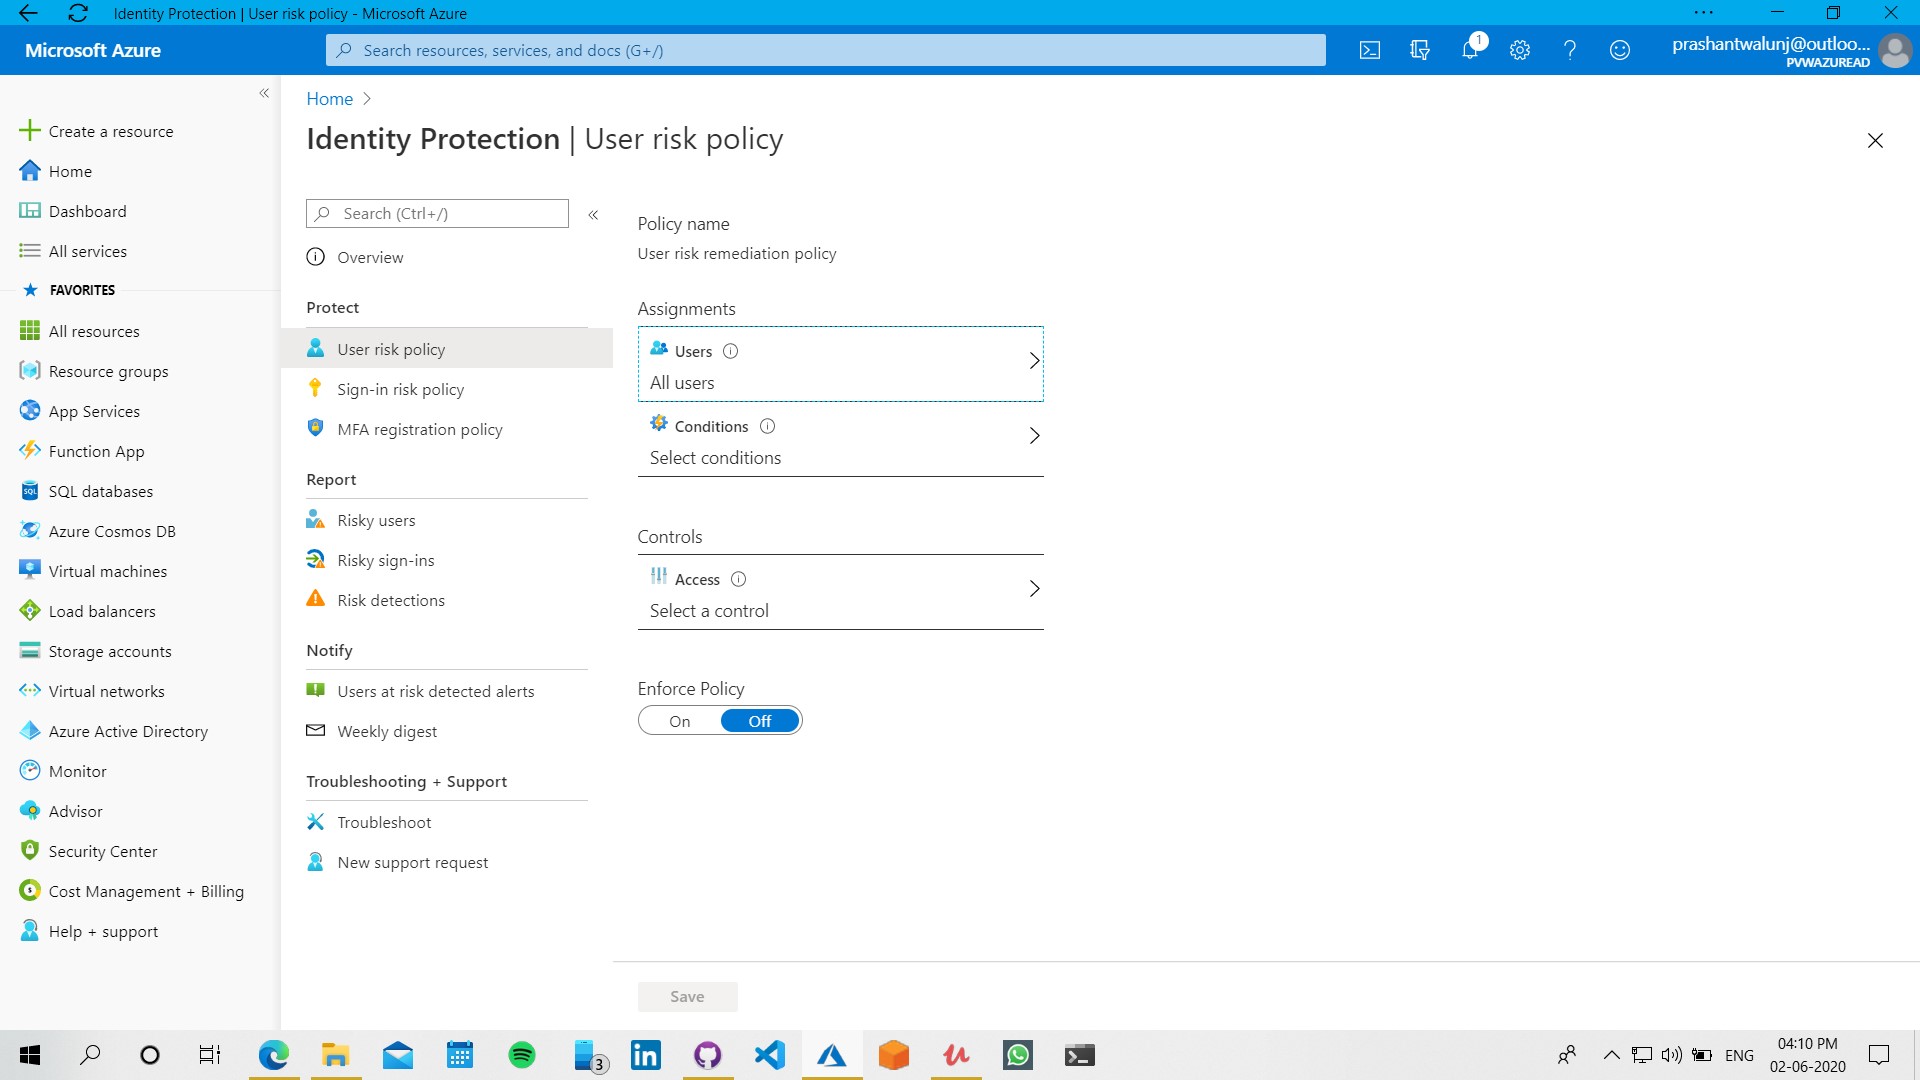 Identity Protection | User risk policy - Microsoft Azure
Microsoft Azure
Search resources, services, and docs (G+/)
1
prashantwalunj@outloo...
PVWAZUREAD
Create a resource
Home
Dashboard
All services
FAVORITES
All resources
Resource groups
App Services
Function App
SQL
SQL databases
Azure Cosmos DB
Virtual machines
Load balancers
Storage accounts
Virtual networks
Azure Active Directory
Monitor
Advisor
Security Center
Cost Management + Billing
Help + support
Home
Identity Protection | User risk policy
Search (Ctrl+/)
Overview
Protect
User risk policy
Sign-in risk policy
MFA registration policy
Report
Risky users
Risky sign-ins
Risk detections
Notify
Users at risk detected alerts
Weekly digest
Troubleshooting + Support
Troubleshoot
New support request
Policy name
User risk remediation policy
Assignments
Users
All users
Conditions
Select conditions
Controls
Access
Select a control
Enforce Policy
On Off
Save
3
ENG
04:10 PM
02-06-2020